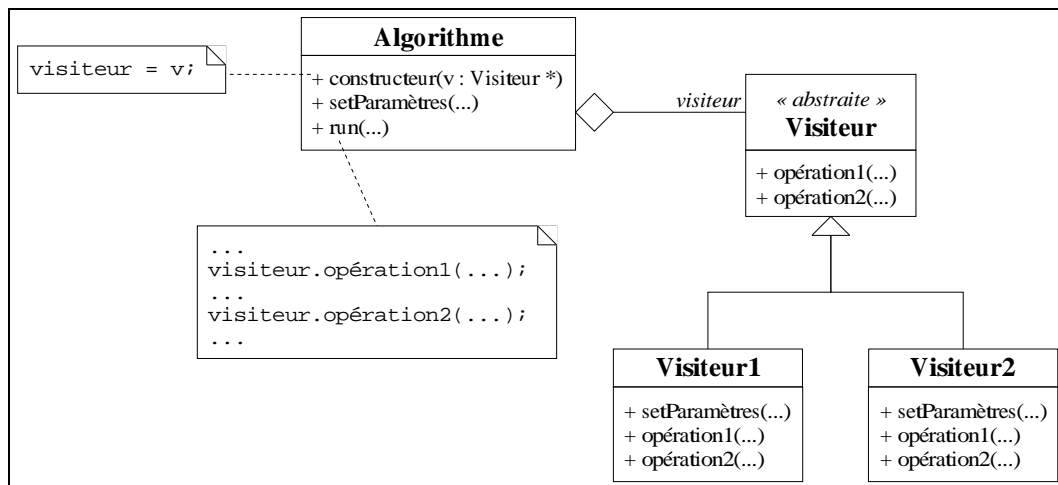 Algorithme
visiteur = v;
+ constructeur(v : Visiteur *)
+ setParamètres(...)
+ run(...)
visiteur
« abstraite »
Visiteur
+ opération1(...)
+ opération2(...)
...
visiteur.opération1(...);
...
visiteur.opération2(...);
...
Visiteur1
+ setParamètres(...)
+ opération1(...)
+ opération2(...)
Visiteur2
+ setParamètres(...)
+ opération1(...)
+ opération2(...)